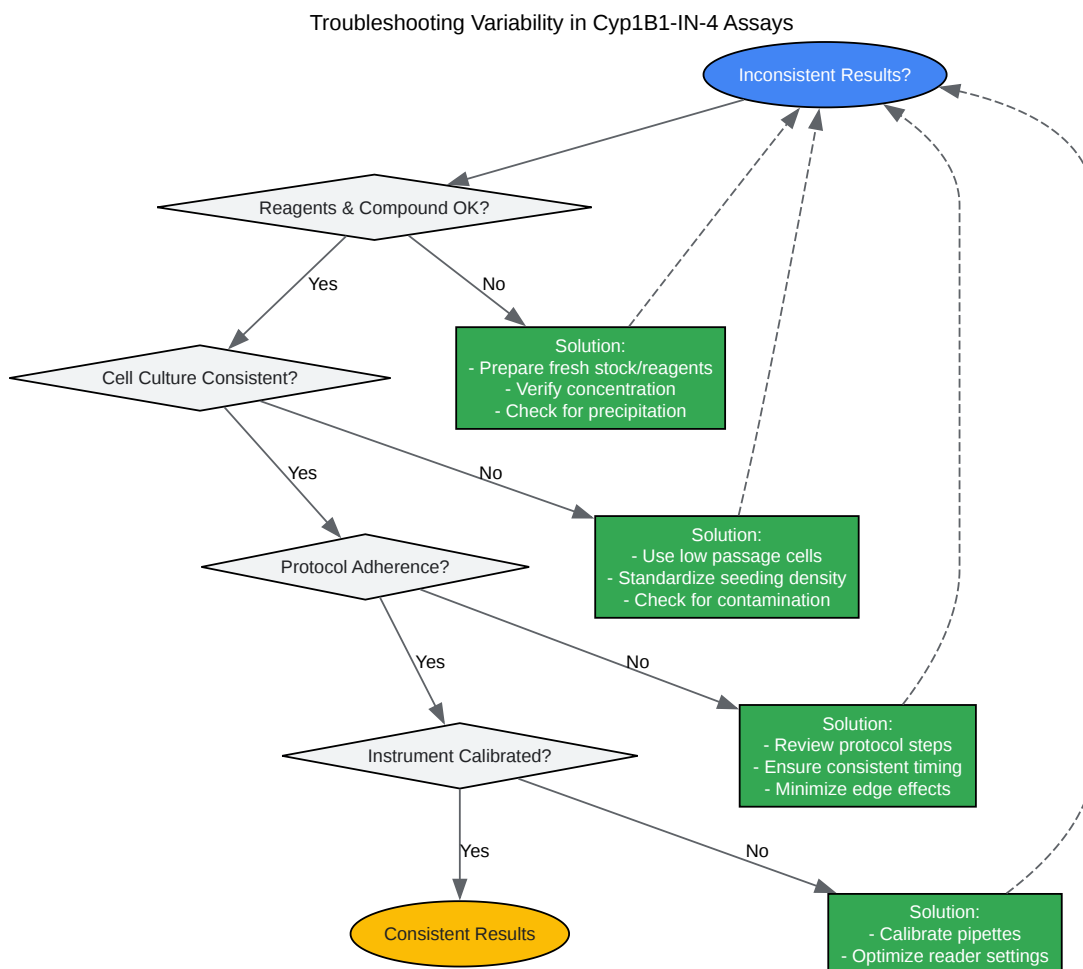 Troubleshooting Variability in Cyp1B1-IN-4 Assays
Inconsistent Results?
Reagents & Compound OK?
Yes
No
Solution:
- Prepare fresh stock/reagents
- Verify concentration
- Check for precipitation
Cell Culture Consistent?
Yes
No
Solution:
- Use low passage cells
- Standardize seeding density
- Check for contamination
Protocol Adherence?
Yes
No
Solution:
- Review protocol steps
- Ensure consistent timing
- Minimize edge effects
Instrument Calibrated?
Yes
No
Consistent Results
Solution:
- Calibrate pipettes
- Optimize reader settings